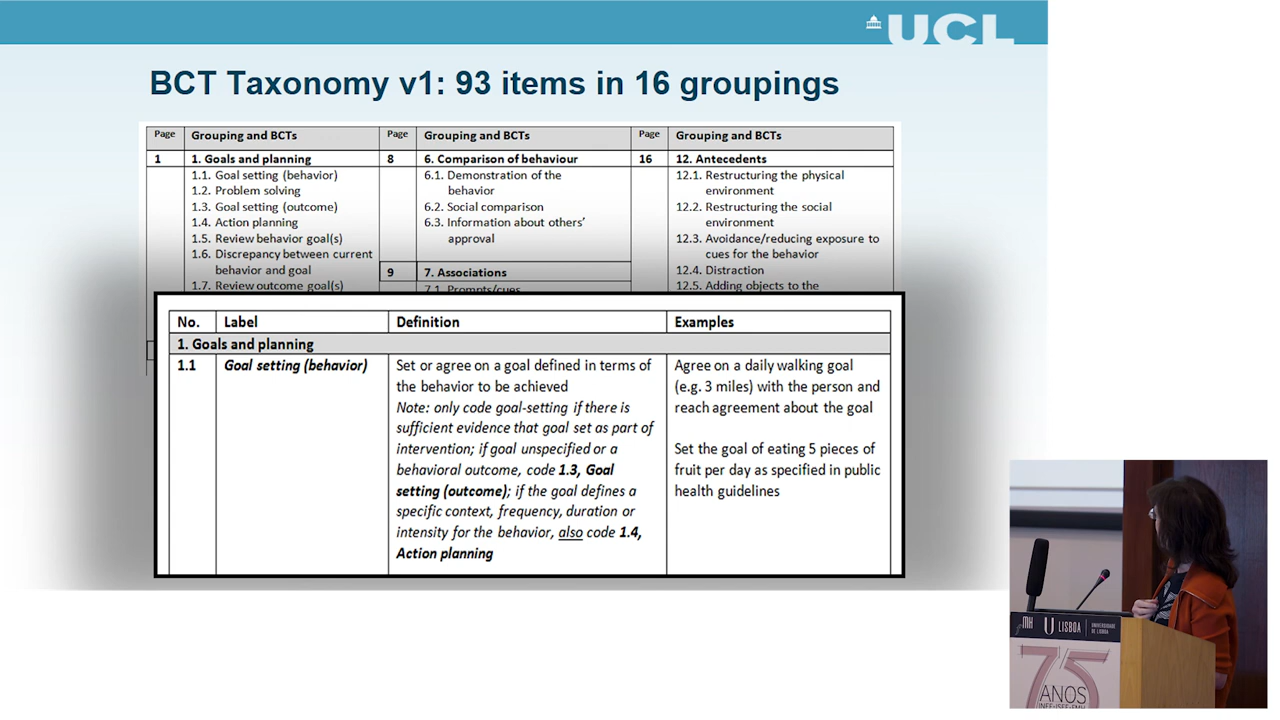 UCL
BCT Taxonomy v1: 93 items in 16 groupings
Page Grouping and BCTs Page Grouping and BCTs Page Grouping and BCTs
1 1. Goals and planning
1.1. Goal setting (behavior)
1.2. Problem solving
1.3. Goal setting (outcome)
1.4. Action planning
1.5. Review behavior goal(s)
1.6. Discrepancy between current
behavior and goal
1.7. Review outcome goal(s)
8 6. Comparison of behaviour
6.1. Demonstration of the
behavior
6.2. Social comparison
6.3. Information about others’
approval
9 7. Associations
7.1. Prompts/cues
16 12. Antecedents
12.1. Restructuring the physical
environment
12.2. Restructuring the social
environment
12.3. Avoidance/reducing exposure to
cues for the behavior
12.4. Distraction
12.5. Adding objects to the
No. Label Definition Examples
1. Goals and planning
1.1 Goal setting (behavior)
Set or agree on a goal defined in terms of
the behavior to be achieved
Note: only code goal-setting if there is
sufficient evidence that goal set as part of
intervention; if goal unspecified or a
behavioral outcome, code 1.3, Goal
setting (outcome); if the goal defines a
specific context, frequency, duration or
intensity for the behavior, also code 1.4,
Action planning
Agree on a daily walking goal
(e.g. 3 miles) with the person and
reach agreement about the goal
Set the goal of eating 5 pieces of
fruit per day as specified in public
health guidelines
MH U LISBOA UNIVERSIDADE
DE LISBOA
75
ANOS